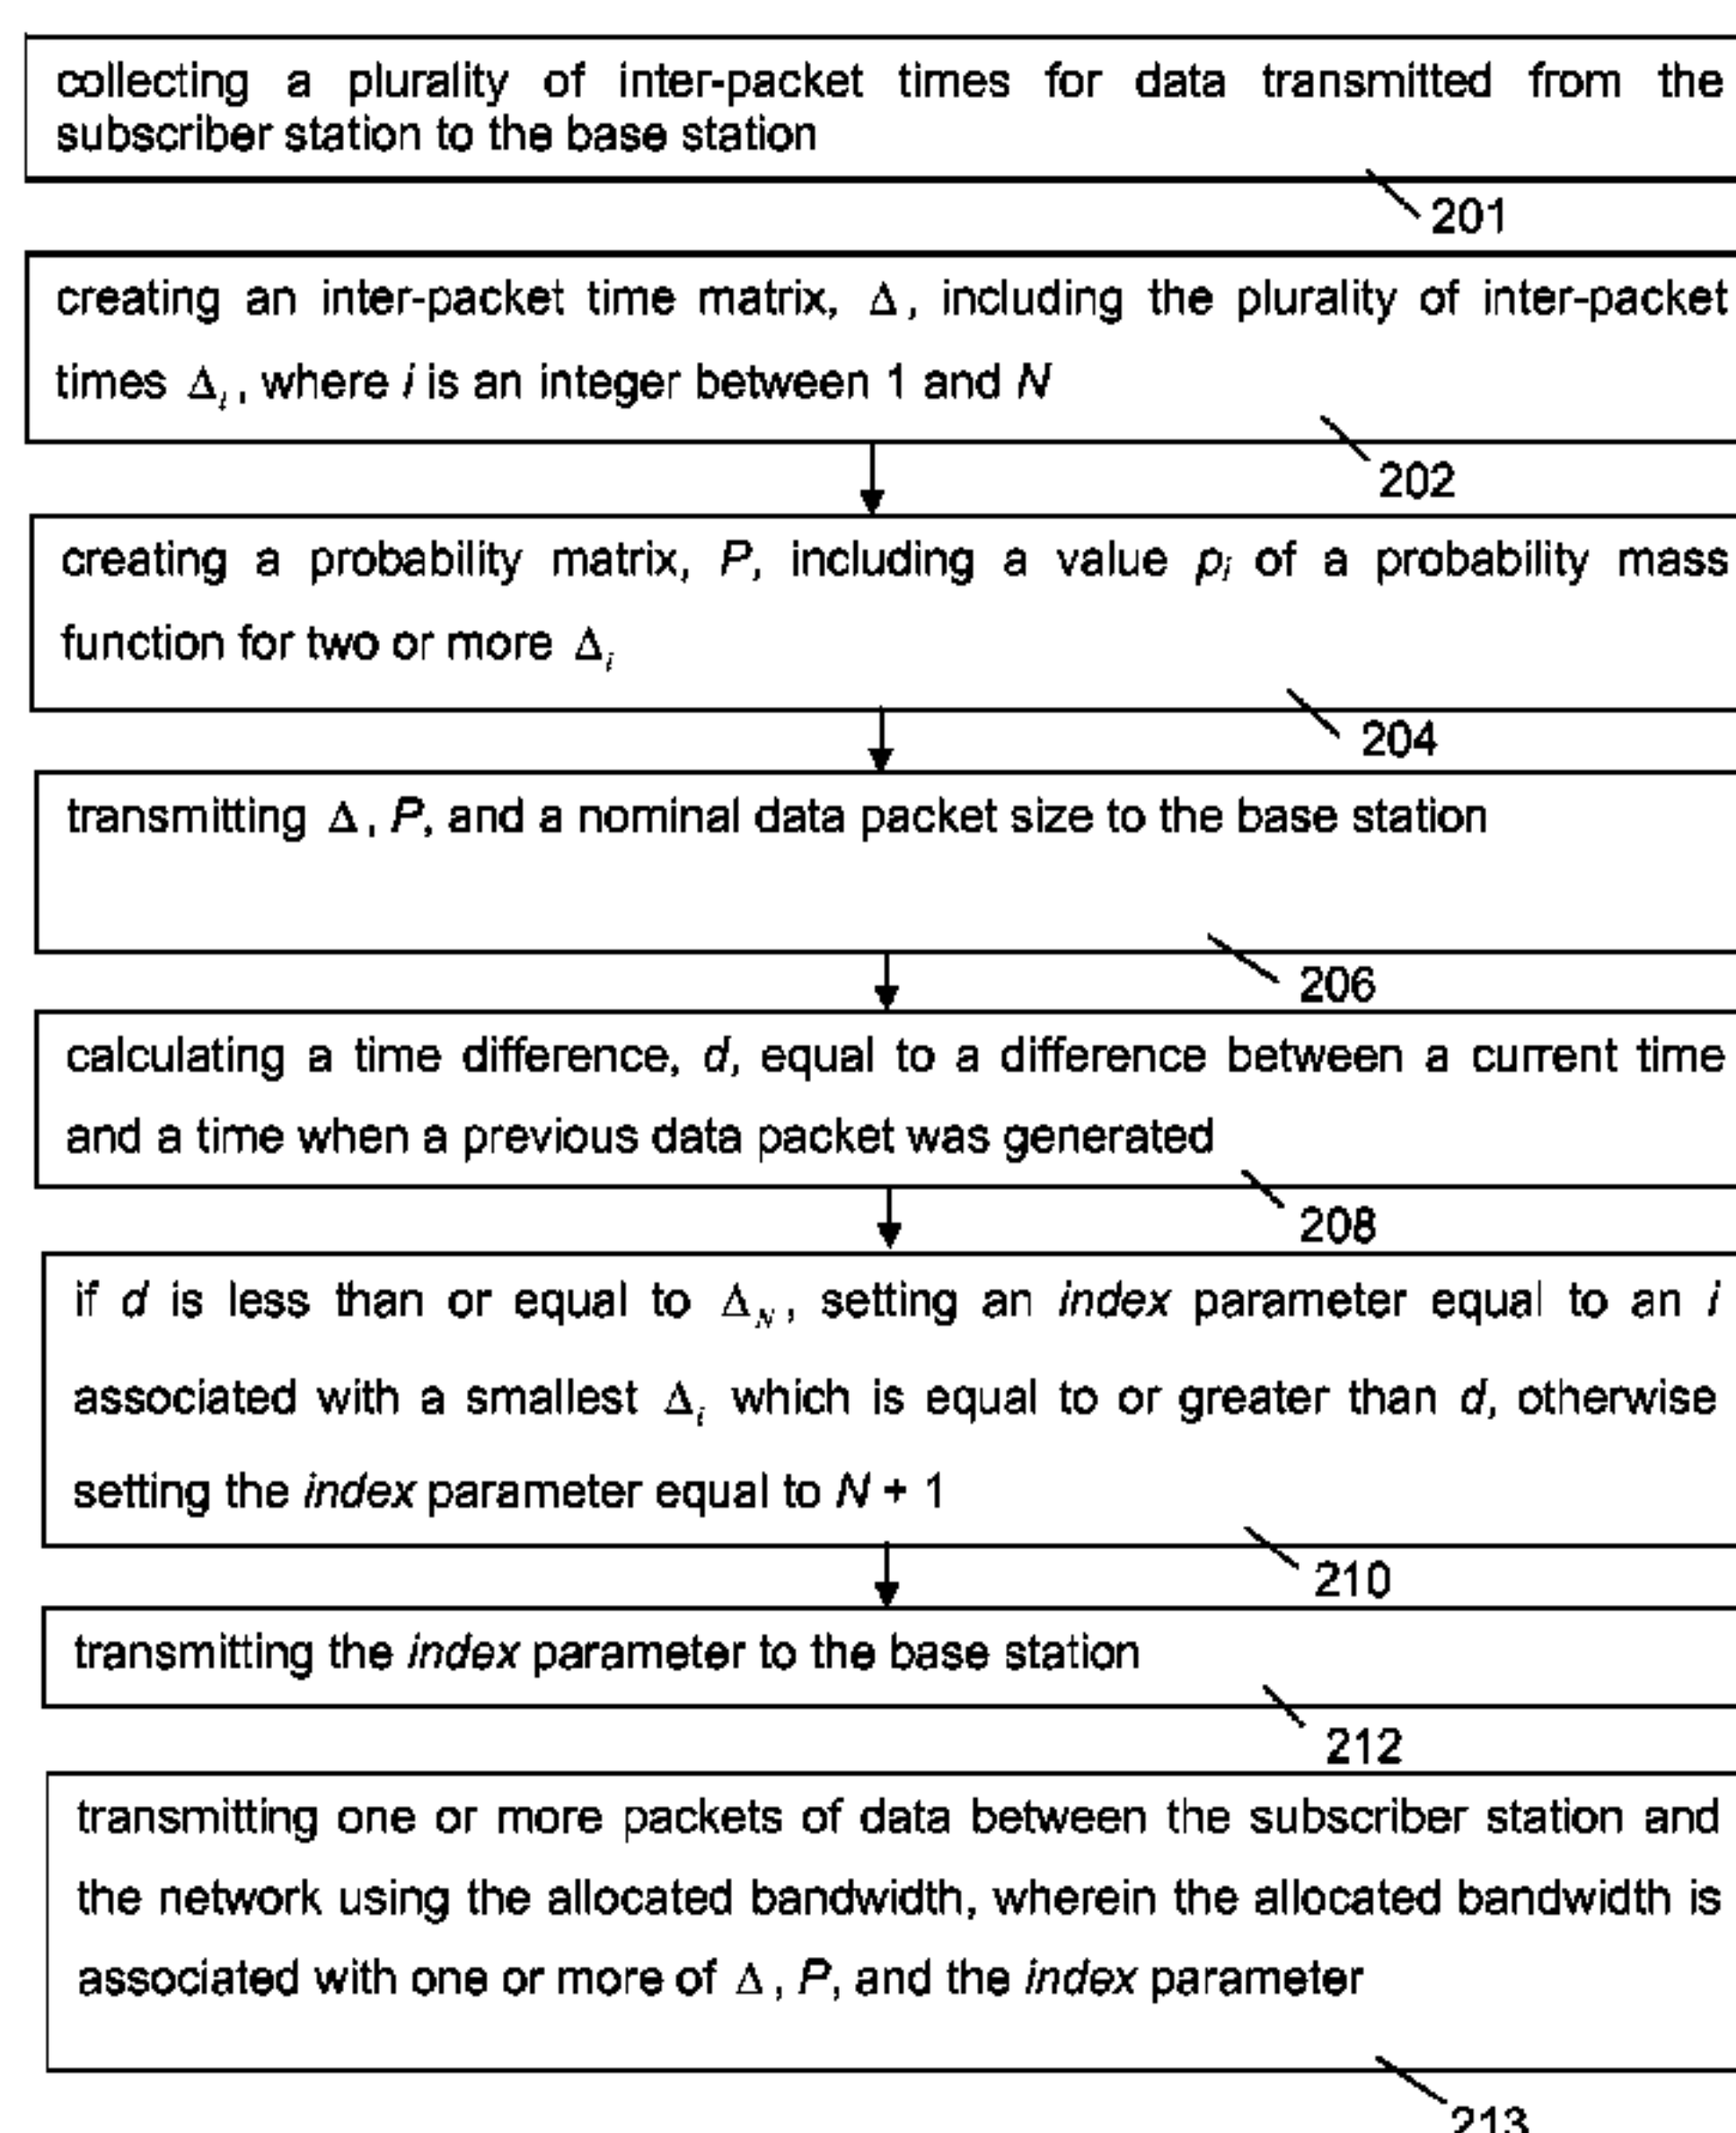 collecting a plurality of inter-packet times for data transmitted from the
subscriber station to the base station
201
creating an inter-packet time matrix, Δ, including the plurality of inter-packet
times Δi, where i is an integer between 1 and N
202
creating a probability matrix, P, including a value pi of a probability mass
function for two or more Δi
204
transmitting Δ, P, and a nominal data packet size to the base station
206
calculating a time difference, d, equal to a difference between a current time
and a time when a previous data packet was generated
208
if d is less than or equal to ΔN, setting an index parameter equal to an i
associated with a smallest Δi which is equal to or greater than d, otherwise
setting the index parameter equal to N + 1
210
transmitting the index parameter to the base station
212
transmitting one or more packets of data between the subscriber station and
the network using the allocated bandwidth, wherein the allocated bandwidth is
associated with one or more of Δ, P, and the index parameter
213